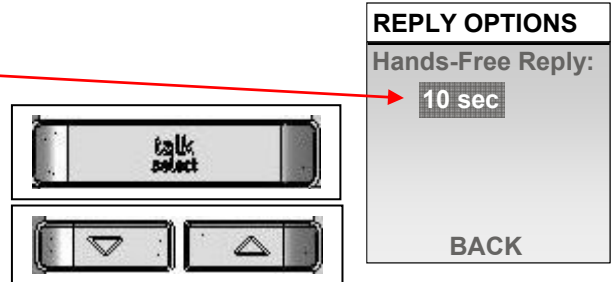 REPLY OPTIONS
Hands-Free Reply:
10 sec
BACK
talk
select